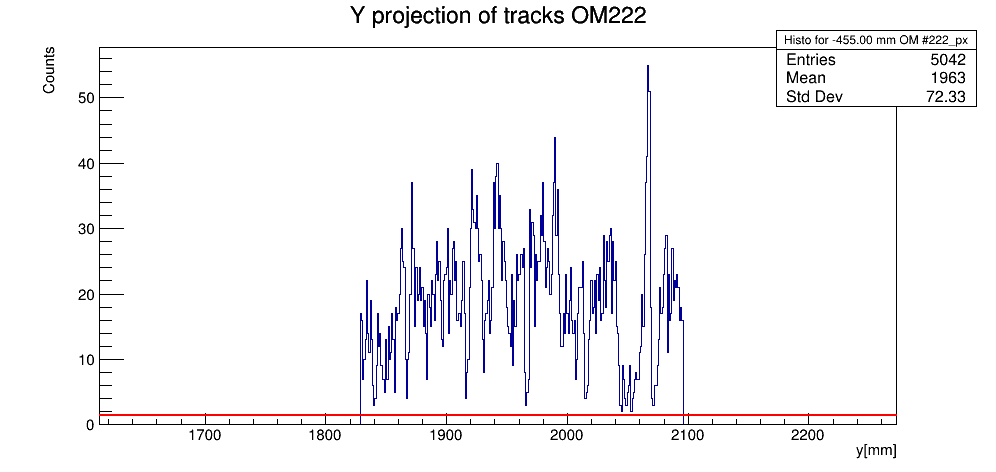 Y projection of tracks OM222
Histo for -455.00 mm OM #222_px
Entries 5042
Mean 1963
Std Dev 72.33
Counts
50
40
30
20
10
0
1700 1800 1900 2000 2100 2200
y[mm]